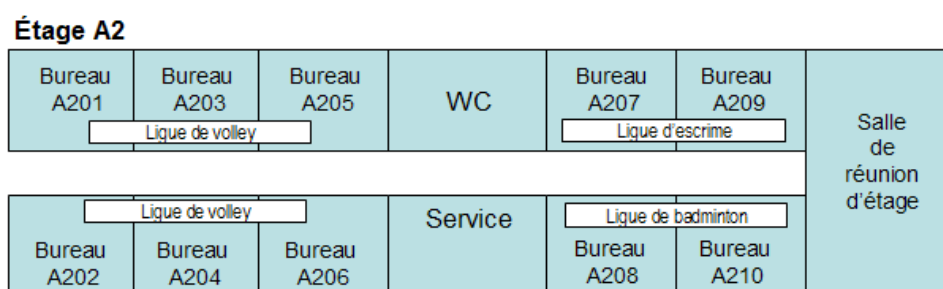 Étage A2
Bureau
A201
Bureau
A203
Bureau
A205
Ligue de volley
WC
Bureau
A207
Bureau
A209
Ligue d'escrime
Salle
de
réunion
d'étage
Ligue de volley
Bureau
A202
Bureau
A204
Bureau
A206
Service
Ligue de badminton
Bureau
A208
Bureau
A210